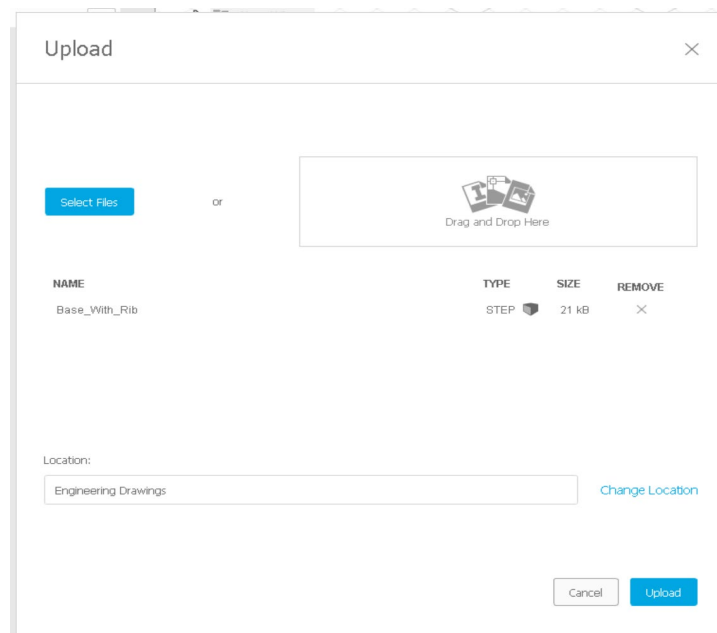 Upload
Select Files or
Drag and Drop Here
NAME TYPE SIZE REMOVE
Base_With_Rib STEP 21 kB
Location:
Engineering Drawings Change Location
Cancel Upload